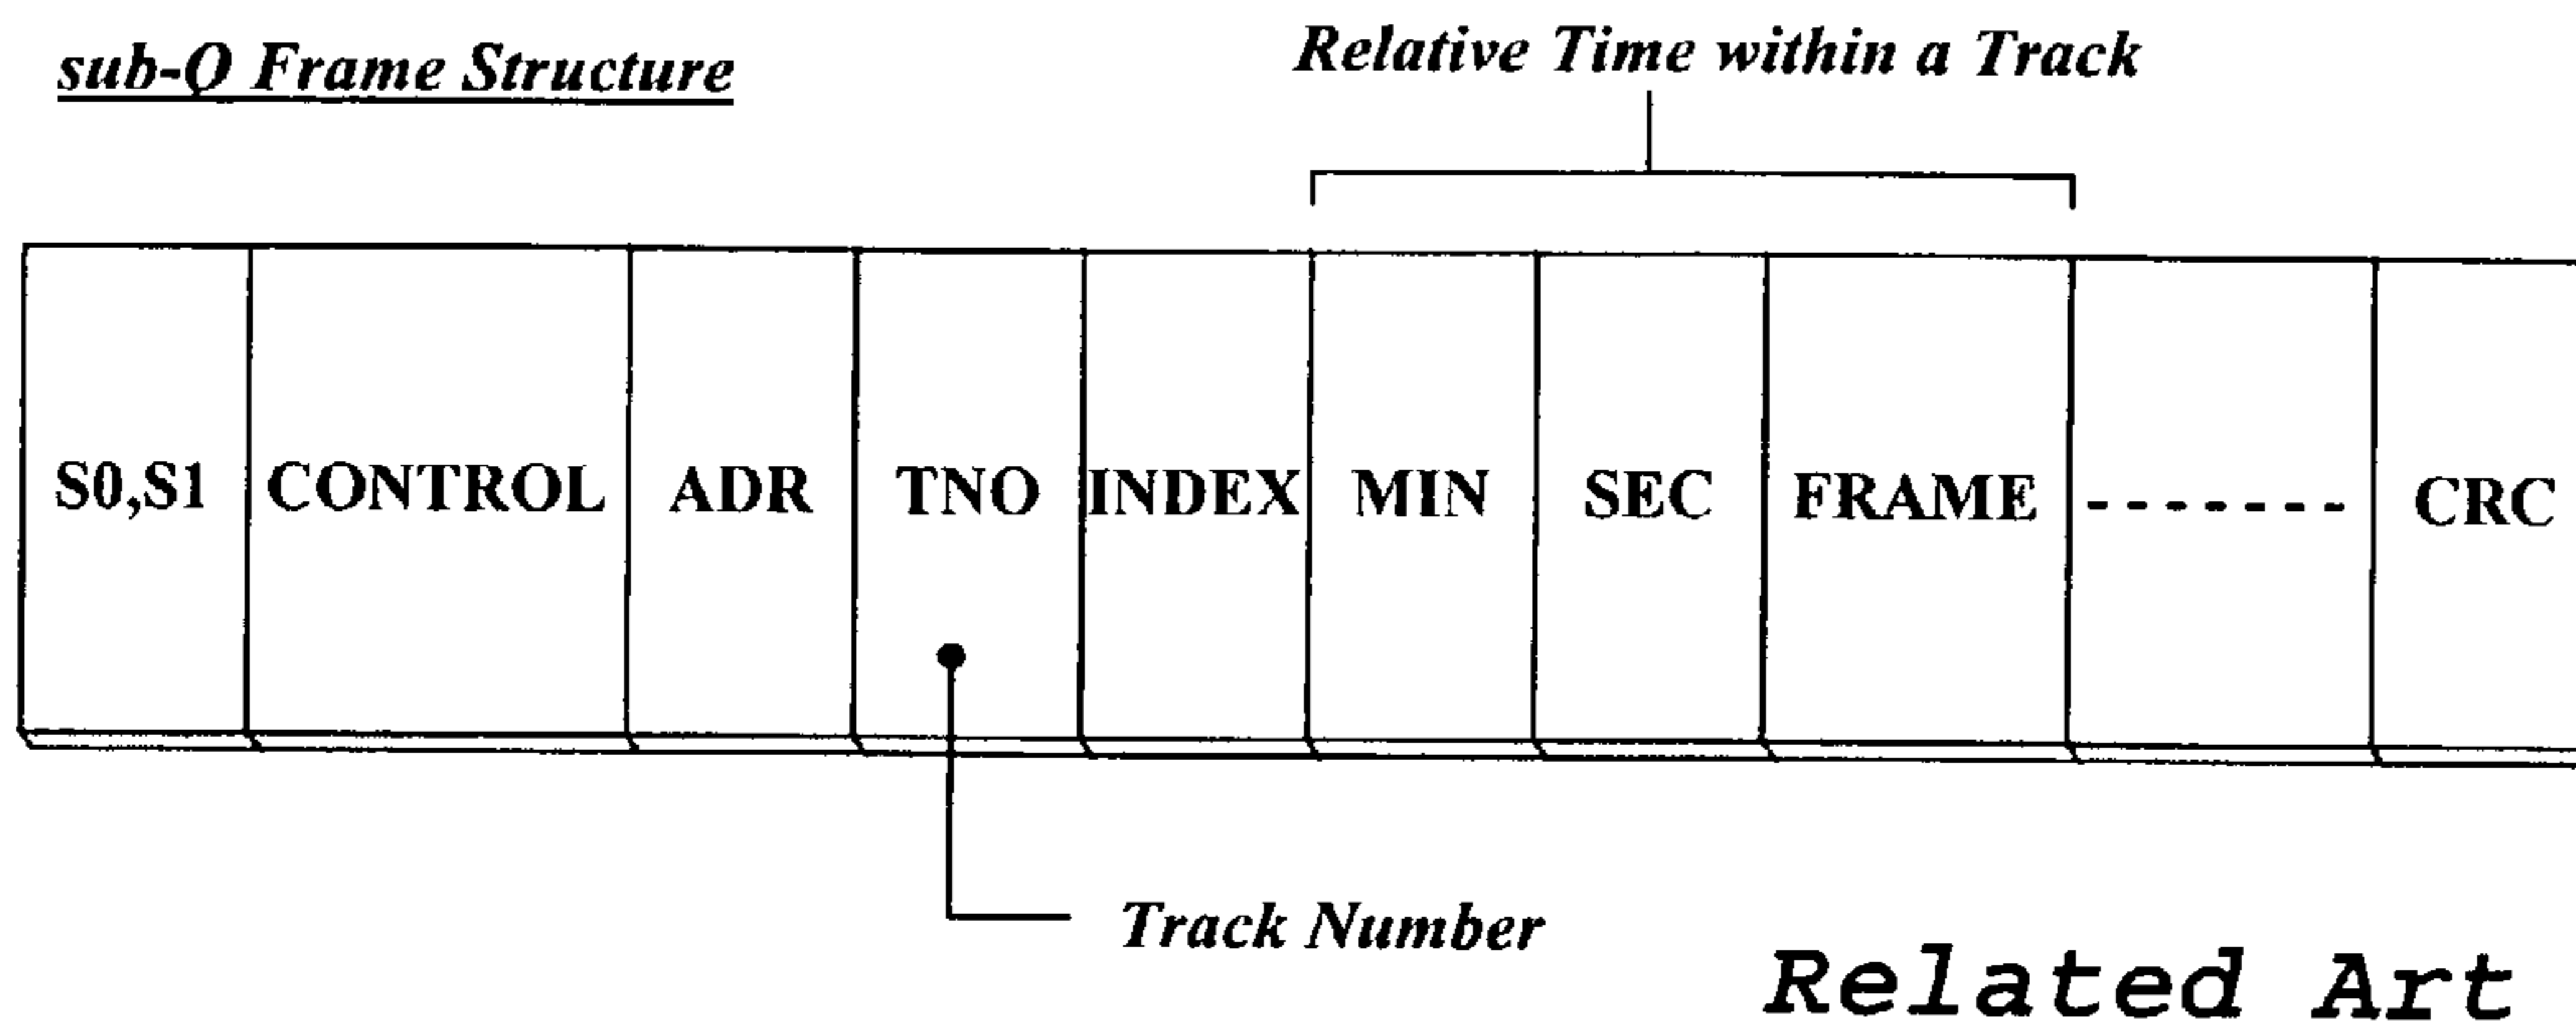 sub-Q Frame Structure
Relative Time within a Track
S0,S1 CONTROL ADR TNO INDEX MIN SEC FRAME ------- CRC
Track Number
Related Art